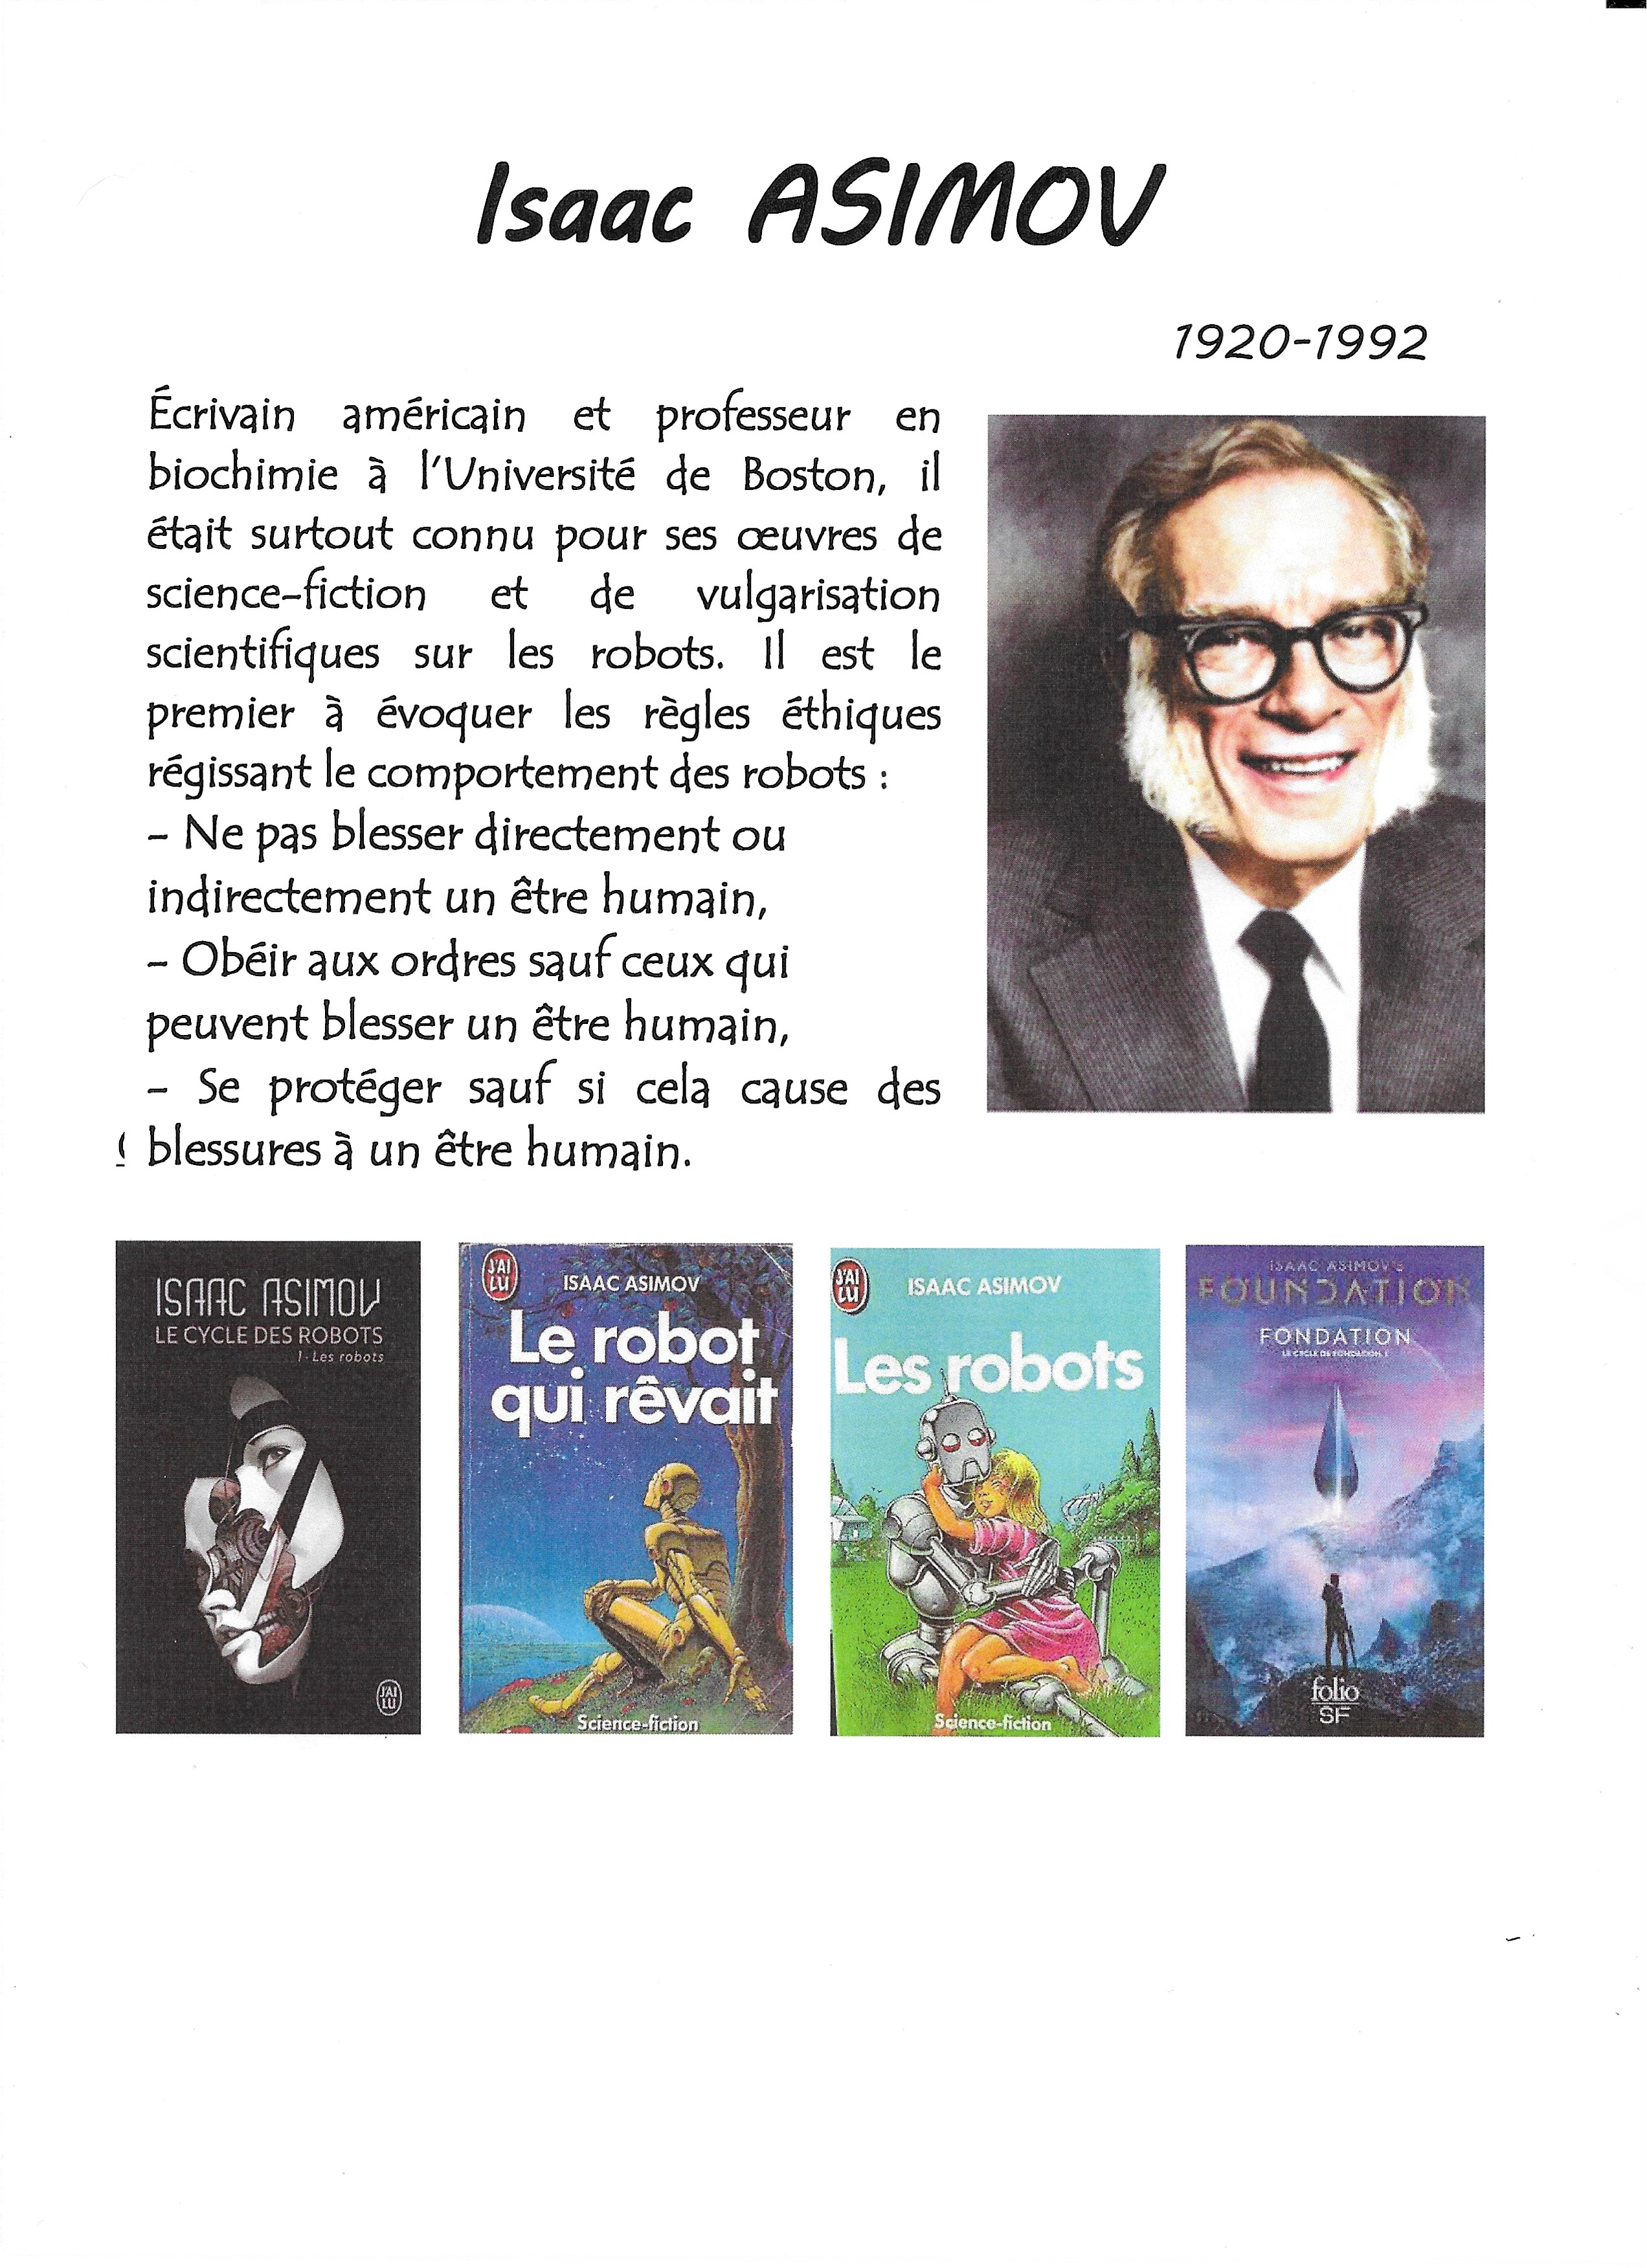 Isaac ASIMOV
1920-1992
Écrivain américain et professeur en
biochimie à l'Université de Boston, il
était surtout connu pour ses œuvres de
science-fiction et de vulgarisation
scientifiques sur les robots. Il est le
premier à évoquer les règles éthiques
régissant le comportement des robots :
– Ne pas blesser directement ou
indirectement un être humain,
– Obéir aux ordres sauf ceux qui
peuvent blesser un être humain,
– Se protéger sauf si cela cause des
blessures à un être humain.
ISAAC ASIMOV
LE CYCLE DES ROBOTS
1 - Les robots
J'AI
LU
J'AI
LU
ISAAC ASIMOV
Le robot
qui rêvait
Science-fiction
J'AI
LU
ISAAC ASIMOV
Les robots
Science-fiction
ISAAC ASIMOV'S
FOUNDATION
FONDATION
LE CYCLE DE FONDATION, I
folio
SF